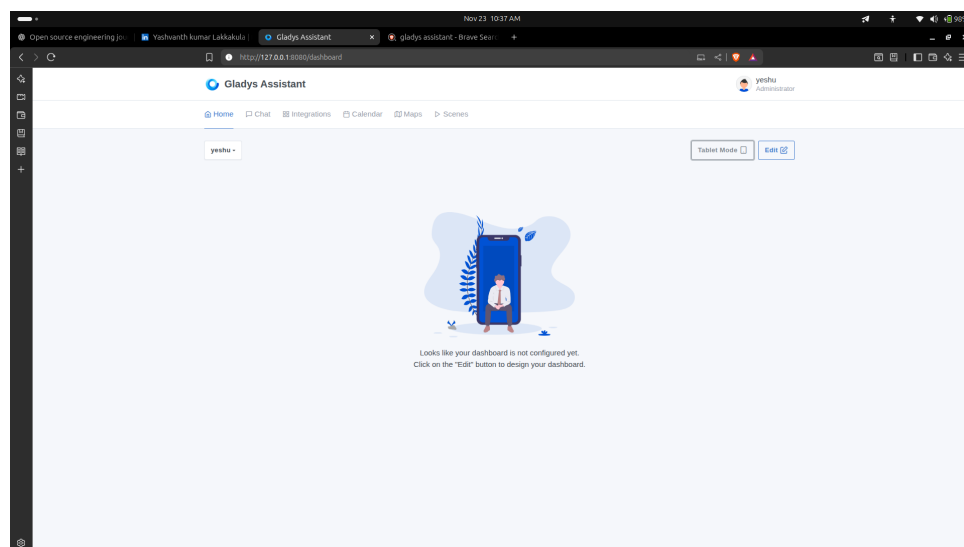 Nov 23 10:37 AM
98%
Open source engineering jou
in Yashvanth kumar Lakkakula |
Gladys Assistant
gladys assistant - Brave Searc
http://127.0.0.1:8080/dashboard
Gladys Assistant
yeshu
Administrator
Home
Chat
Integrations
Calendar
Maps
Scenes
yeshu
Tablet Mode
Edit
Looks like your dashboard is not configured yet.
Click on the "Edit" button to design your dashboard.